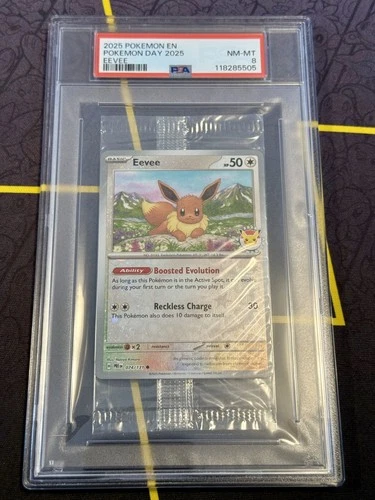 2025 POKEMON EN
POKEMON DAY 2025
EEVEE
NM-MT
8
PSA
118285505
BASIC
Eevee
HP50
Ability
Boosted Evolution
As long as this Pokémon is in the Active Spot, it can evolve
during your first turn or the turn you play it.
Reckless Charge
30
This Pokémon also does 10 damage to itself.
×2